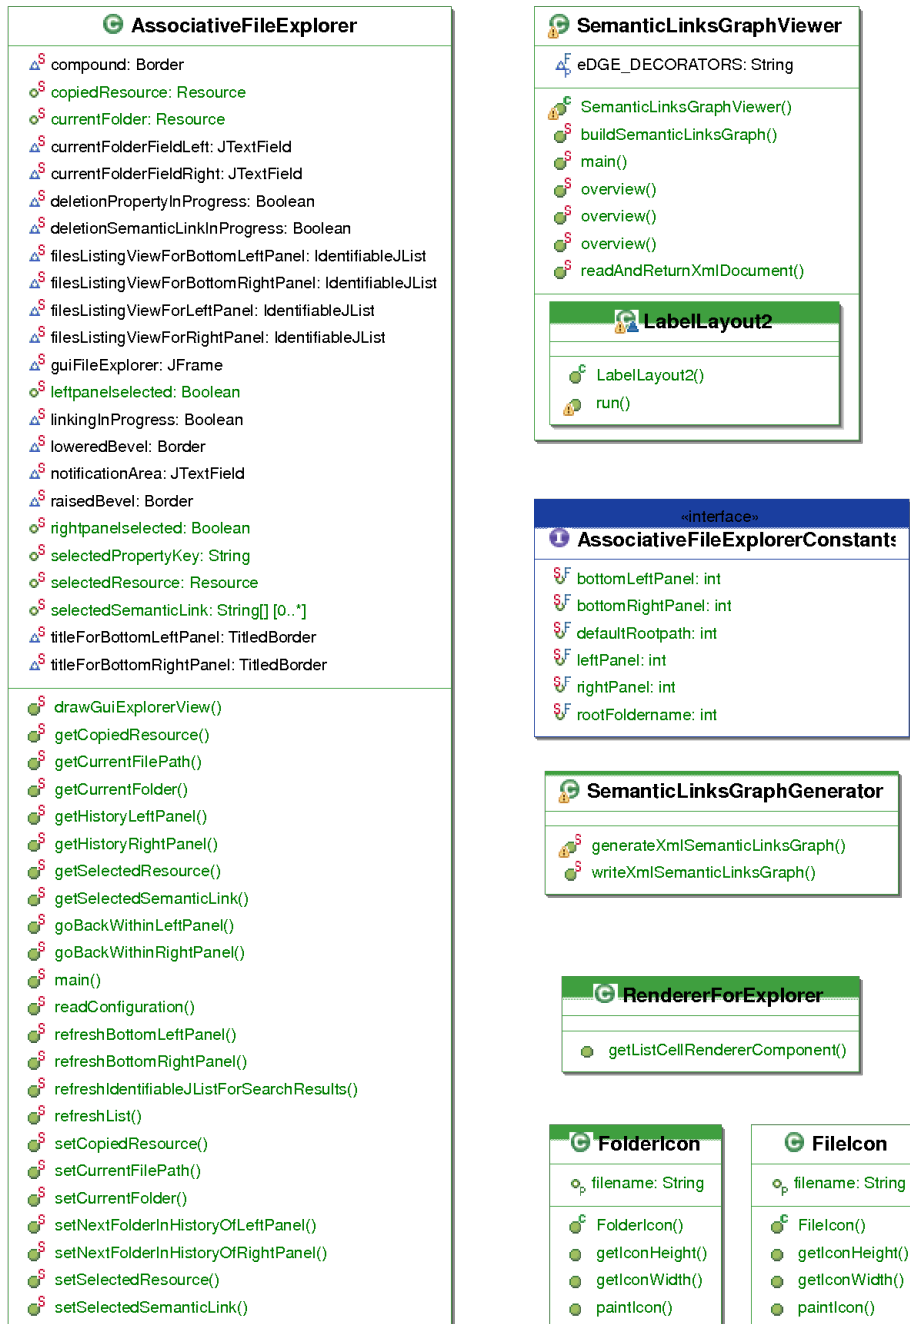 AssociativeFileExplorer
compound: Border
copiedResource: Resource
currentFolder: Resource
currentFolderFieldLeft: JTextField
currentFolderFieldRight: JTextField
deletionPropertyInProgress: Boolean
deletionSemanticLinkInProgress: Boolean
filesListingViewForBottomLeftPanel: IdentifiableJList
filesListingViewForBottomRightPanel: IdentifiableJList
filesListingViewForLeftPanel: IdentifiableJList
filesListingViewForRightPanel: IdentifiableJList
guiFileExplorer: JFrame
leftpanelselected: Boolean
linkingInProgress: Boolean
loweredBevel: Border
notificationArea: JTextField
raisedBevel: Border
rightpanelselected: Boolean
selectedPropertyKey: String
selectedResource: Resource
selectedSemanticLink: String[] [0..*]
titleForBottomLeftPanel: TitledBorder
titleForBottomRightPanel: TitledBorder
drawGuiExplorerView()
getCopiedResource()
getCurrentFilePath()
getCurrentFolder()
getHistoryLeftPanel()
getHistoryRightPanel()
getSelectedResource()
getSelectedSemanticLink()
goBackWithinLeftPanel()
goBackWithinRightPanel()
main()
readConfiguration()
refreshBottomLeftPanel()
refreshBottomRightPanel()
refreshIdentifiableJListForSearchResults()
refreshList()
setCopiedResource()
setCurrentFilePath()
setCurrentFolder()
setNextFolderInHistoryOfLeftPanel()
setNextFolderInHistoryOfRightPanel()
setSelectedResource()
setSelectedSemanticLink()
SemanticLinksGraphViewer
eDGE_DECORATORS: String
SemanticLinksGraphViewer()
buildSemanticLinksGraph()
main()
overview()
overview()
overview()
readAndReturnXmlDocument()
LabelLayout2
LabelLayout2()
run()
«interface»
AssociativeFileExplorerConstants
bottomLeftPanel: int
bottomRightPanel: int
defaultRootpath: int
leftPanel: int
rightPanel: int
rootFoldername: int
SemanticLinksGraphGenerator
generateXmlSemanticLinksGraph()
writeXmlSemanticLinksGraph()
RendererForExplorer
getListCellRendererComponent()
FolderIcon
filename: String
FolderIcon()
getIconHeight()
getIconWidth()
paintIcon()
FileIcon
filename: String
FileIcon()
getIconHeight()
getIconWidth()
paintIcon()